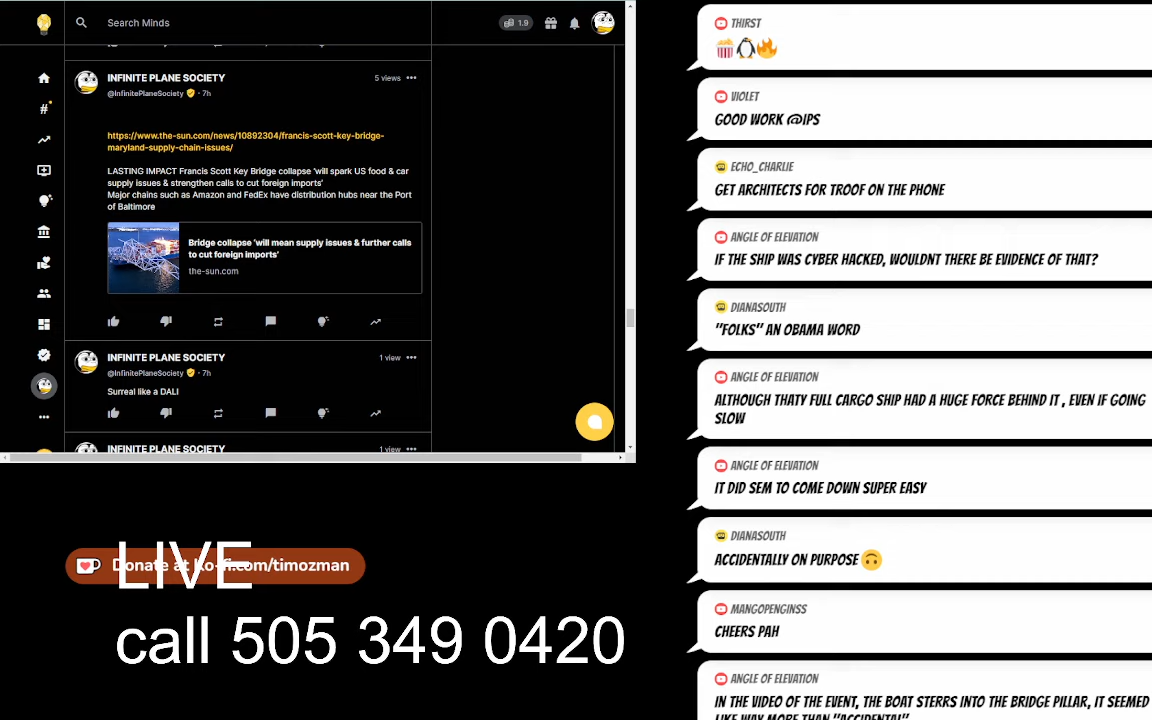 Search Minds
1.9
INFINITE PLANE SOCIETY
5 views
@InfinitePlaneSociety · 7h
https://www.the-sun.com/news/10892304/francis-scott-key-bridge-
maryland-supply-chain-issues/
LASTING IMPACT Francis Scott Key Bridge collapse 'will spark US food & car
supply issues & strengthen calls to cut foreign imports'
Major chains such as Amazon and FedEx have distribution hubs near the Port
of Baltimore
Bridge collapse 'will mean supply issues & further calls
to cut foreign imports'
the-sun.com
INFINITE PLANE SOCIETY
1 view
@InfinitePlaneSociety · 7h
Surreal like a DALI
INFINITE PLANE SOCIETY
1 view
LIVE
Donate at ko-fi.com/timozman
call 505 349 0420
THIRST
🍿🐧🔥
VIOLET
GOOD WORK @IPS
ECHO_CHARLIE
GET ARCHITECTS FOR TROOF ON THE PHONE
ANGLE OF ELEVATION
IF THE SHIP WAS CYBER HACKED, WOULDNT THERE BE EVIDENCE OF THAT?
DIANASOUTH
"FOLKS" AN OBAMA WORD
ANGLE OF ELEVATION
ALTHOUGH THATY FULL CARGO SHIP HAD A HUGE FORCE BEHIND IT , EVEN IF GOING
SLOW
ANGLE OF ELEVATION
IT DID SEM TO COME DOWN SUPER EASY
DIANASOUTH
ACCIDENTALLY ON PURPOSE 🙃
MANGOPENGINSS
CHEERS PAH
ANGLE OF ELEVATION
IN THE VIDEO OF THE EVENT, THE BOAT STERRS INTO THE BRIDGE PILLAR, IT SEEMED
LIKE WAY MORE THAN "ACCIDENTAL"